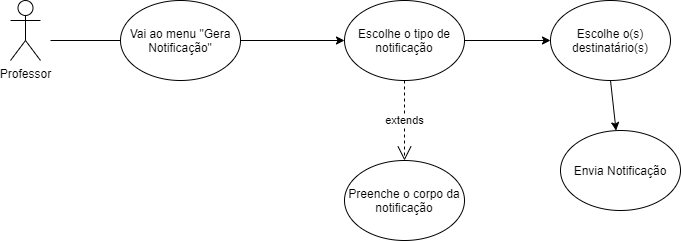 Professor
Vai ao menu "Gera
Notificação"
Escolhe o tipo de
notificação
Escolhe o(s)
destinatário(s)
extends
Preenche o corpo da
notificação
Envia Notificação